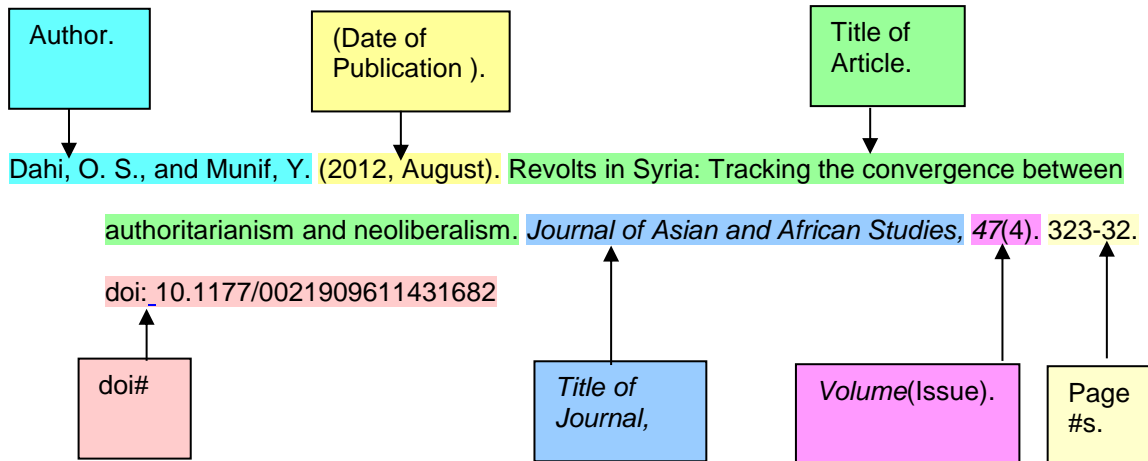 Author.
(Date of
Publication ).
Title of
Article.
Dahi, O. S., and Munif, Y. (2012, August). Revolts in Syria: Tracking the convergence between
authoritarianism and neoliberalism. Journal of Asian and African Studies, 47(4). 323-32.
doi: 10.1177/0021909611431682
doi#
Title of
Journal,
Volume(Issue).
Page
#s.